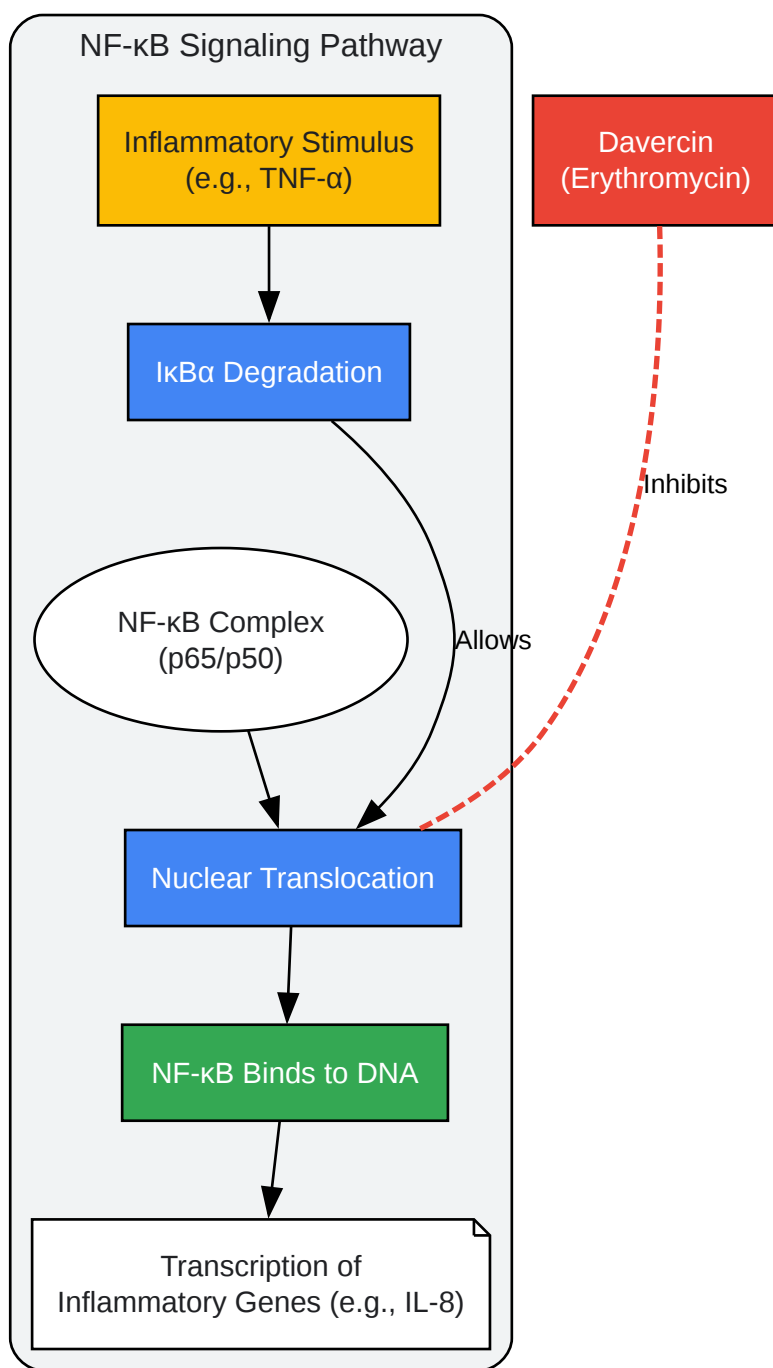 NF-κB Signaling Pathway
Inflammatory Stimulus
(e.g., TNF-α)
Davercin
(Erythromycin)
IκBα Degradation
Inhibits
NF-κB Complex
(p65/p50)
Allows
Nuclear Translocation
NF-κB Binds to DNA
Transcription of
Inflammatory Genes (e.g., IL-8)